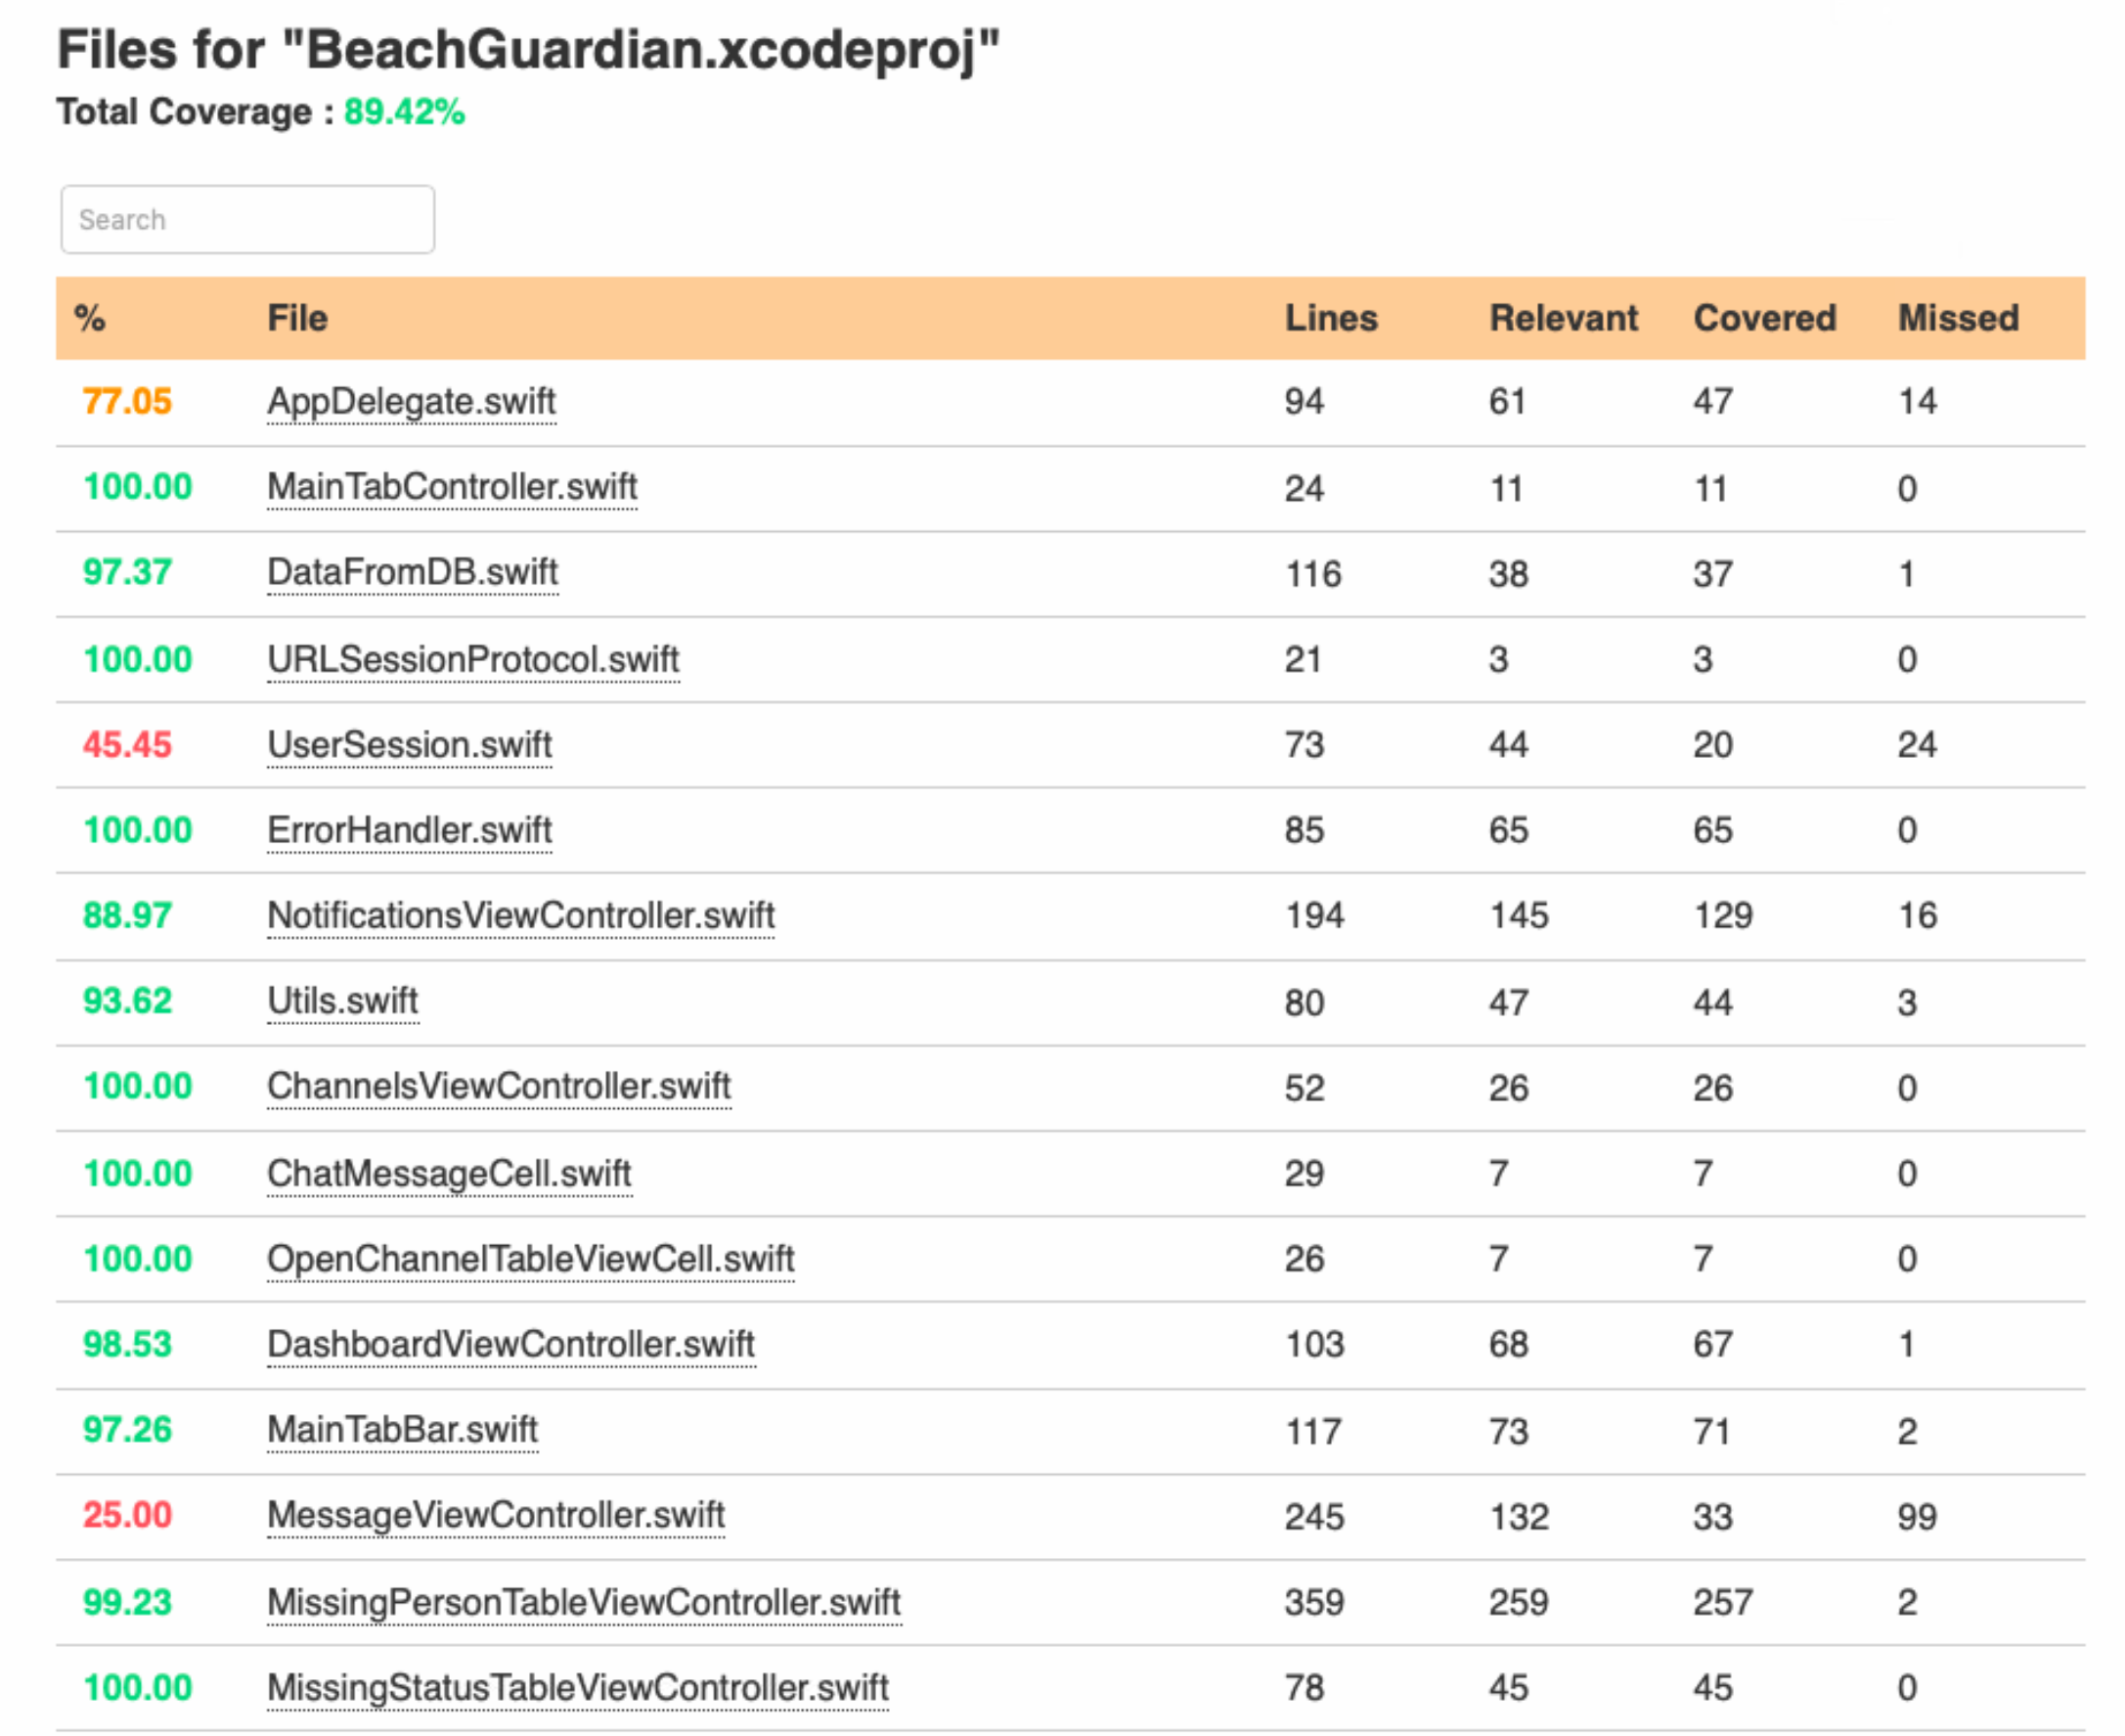 Files for "BeachGuardian.xcodeproj"
Total Coverage : 89.42%
Search
% File Lines Relevant Covered Missed
77.05 AppDelegate.swift 94 61 47 14
100.00 MainTabController.swift 24 11 11 0
97.37 DataFromDB.swift 116 38 37 1
100.00 URLSessionProtocol.swift 21 3 3 0
45.45 UserSession.swift 73 44 20 24
100.00 ErrorHandler.swift 85 65 65 0
88.97 NotificationsViewController.swift 194 145 129 16
93.62 Utils.swift 80 47 44 3
100.00 ChannelsViewController.swift 52 26 26 0
100.00 ChatMessageCell.swift 29 7 7 0
100.00 OpenChannelTableViewCell.swift 26 7 7 0
98.53 DashboardViewController.swift 103 68 67 1
97.26 MainTabBar.swift 117 73 71 2
25.00 MessageViewController.swift 245 132 33 99
99.23 MissingPersonTableViewController.swift 359 259 257 2
100.00 MissingStatusTableViewController.swift 78 45 45 0